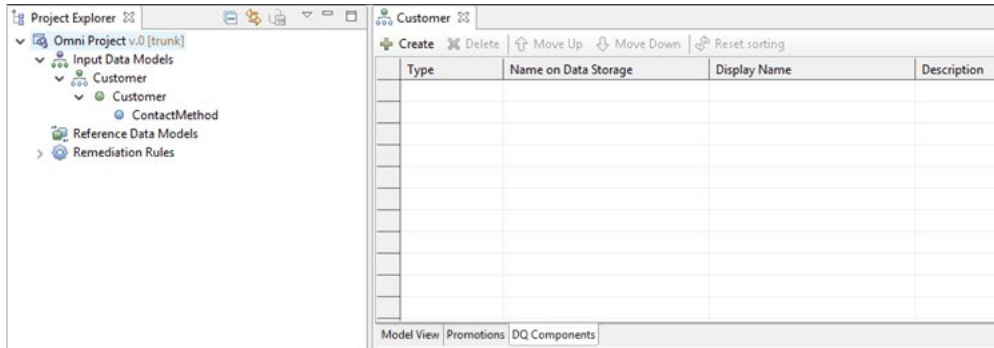 Project Explorer
Omni Project v.0 [trunk]
Input Data Models
Customer
Customer
ContactMethod
Reference Data Models
Remediation Rules
Customer
Create Delete Move Up Move Down Reset sorting
Type Name on Data Storage Display Name Description
Model View Promotions DQ Components